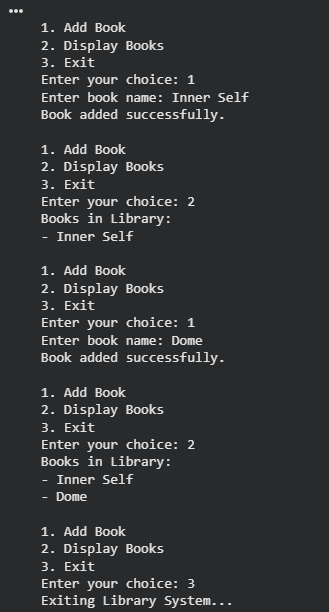 1. Add Book
2. Display Books
3. Exit
Enter your choice: 1
Enter book name: Inner Self
Book added successfully.

1. Add Book
2. Display Books
3. Exit
Enter your choice: 2
Books in Library:
- Inner Self

1. Add Book
2. Display Books
3. Exit
Enter your choice: 1
Enter book name: Dome
Book added successfully.

1. Add Book
2. Display Books
3. Exit
Enter your choice: 2
Books in Library:
- Inner Self
- Dome

1. Add Book
2. Display Books
3. Exit
Enter your choice: 3
Exiting Library System...